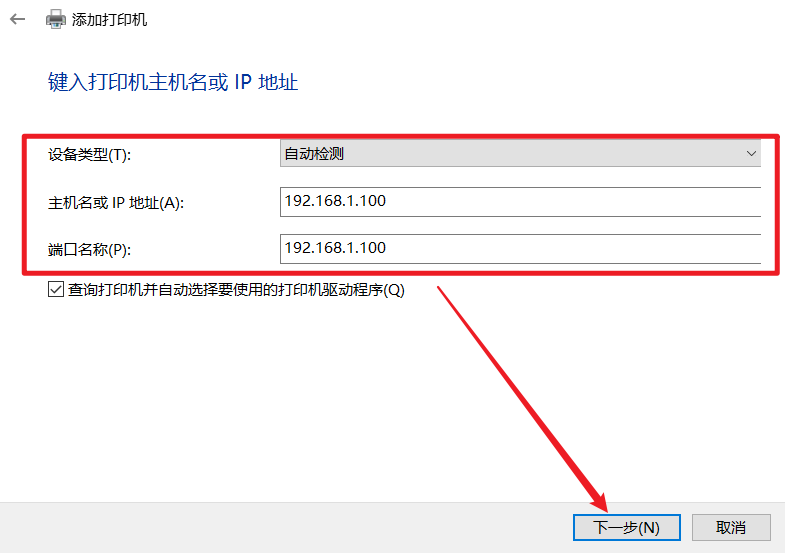 添加打印机
键入打印机主机名或 IP 地址
设备类型(T):
自动检测
主机名或 IP 地址(A):
192.168.1.100
端口名称(P):
192.168.1.100
查询打印机并自动选择要使用的打印机驱动程序(Q)
下一步(N)
取消